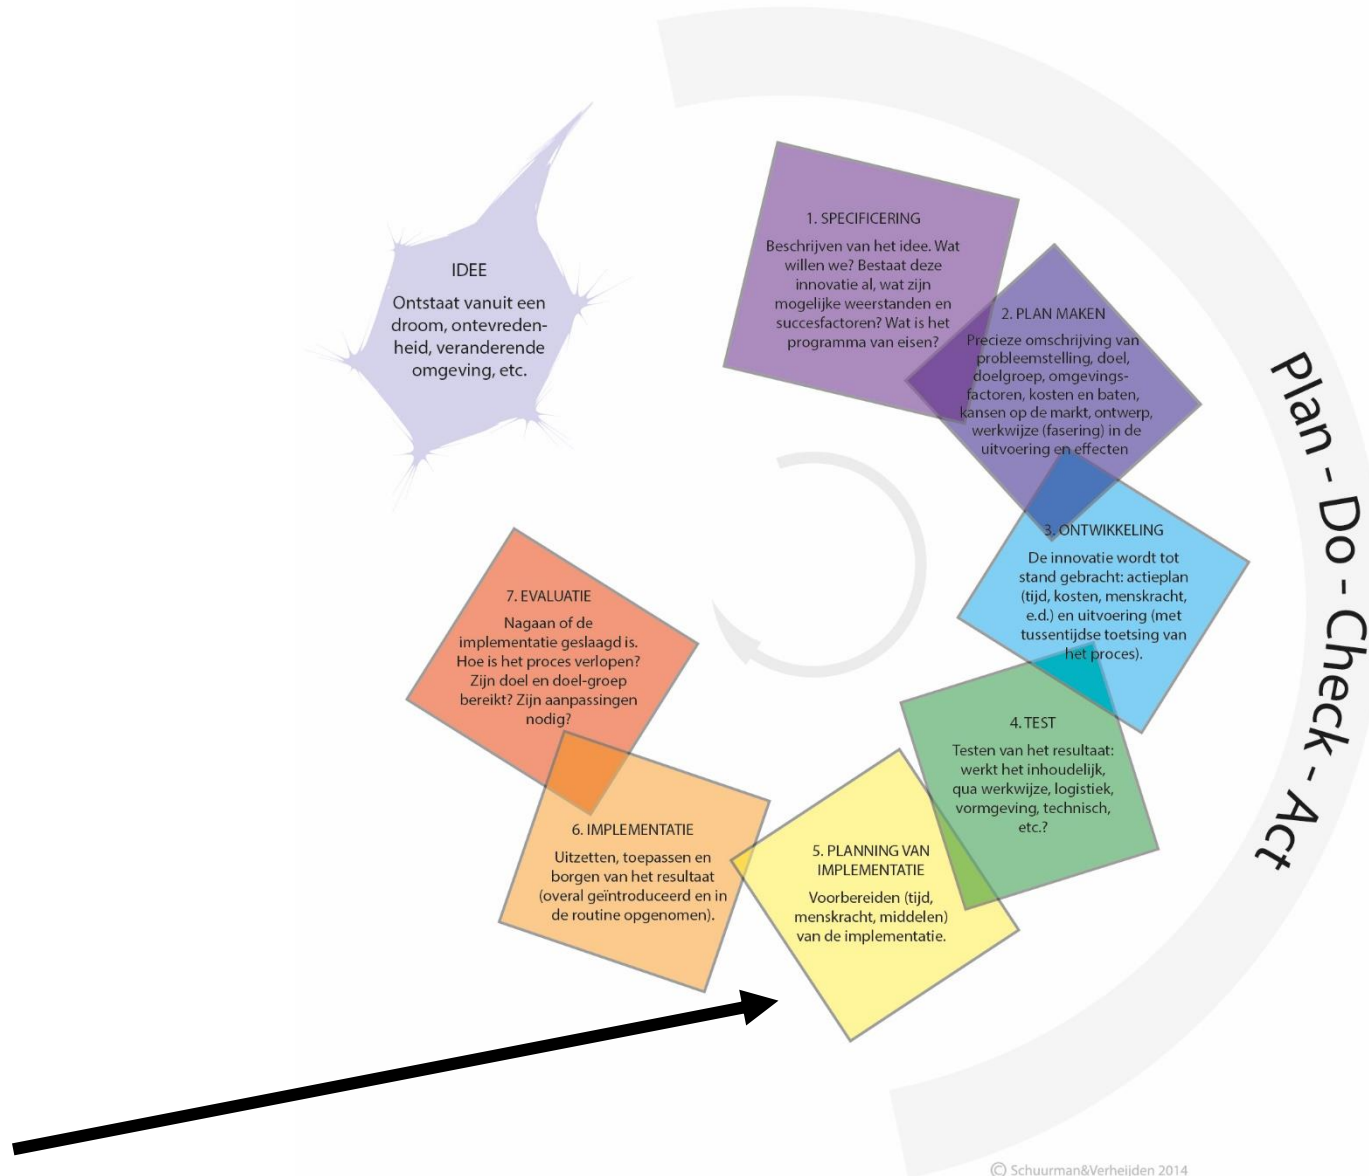 IDEE
Ontstaat vanuit een
droom, ontevreden-
heid, veranderende
omgeving, etc.
1. SPECIFICERING
Beschrijven van het idee. Wat
willen we? Bestaat deze
innovatie al, wat zijn
mogelijke weerstanden en
succesfactoren? Wat is het
programma van eisen?
2. PLAN MAKEN
Precieze omschrijving van
probleemstelling, doel,
doelgroep, omgevings-
factoren, kosten en baten,
kansen op de markt, ontwerp,
werkwijze (fasering) in de
uitvoering en effecten
3. ONTWIKKELING
De innovatie wordt tot
stand gebracht: actieplan
(tijd, kosten, menskracht,
e.d.) en uitvoering (met
tussentijdse toetsing van
het proces).
4. TEST
Testen van het resultaat:
werkt het inhoudelijk,
qua werkwijze, logistiek,
vormgeving, technisch,
etc.?
5. PLANNING VAN
IMPLEMENTATIE
Voorbereiden (tijd,
menskracht, middelen)
van de implementatie.
6. IMPLEMENTATIE
Uitzetten, toepassen en
borgen van het resultaat
(overal geïntroduceerd en in
de routine opgenomen).
7. EVALUATIE
Nagaan of de
implementatie geslaagd is.
Hoe is het proces verlopen?
Zijn doel en doel-groep
bereikt? Zijn aanpassingen
nodig?
Plan - Do - Check - Act
© Schuurman&Verheijden 2014